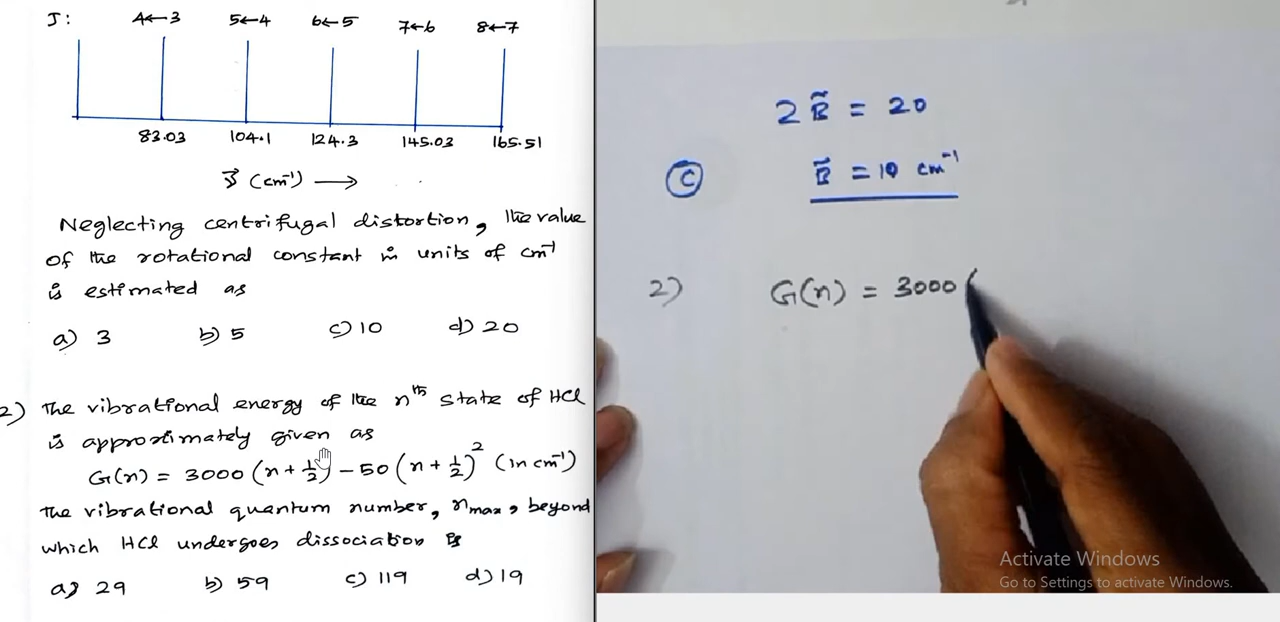 J: 4←3 5←4 6←5 7←6 8←7
83.03 104.1 124.3 145.03 165.51
ν̄ (cm⁻¹) ⟶
Neglecting centrifugal distortion, the value
of the rotational constant in units of cm⁻¹
is estimated as
a) 3 b) 5 c) 10 d) 20
2) The vibrational energy of the nᵗʰ state of HCl
is approximately given as
G(n) = 3000 (n + 1/2) - 50 (n + 1/2)² (in cm⁻¹)
The vibrational quantum number, nmax, beyond
which HCl undergoes dissociation is
a) 29 b) 59 c) 119 d) 19
2 B̃ = 20
(C) B̃ = 10 cm⁻¹
2) G(n) = 3000 (
Activate Windows
Go to Settings to activate Windows.